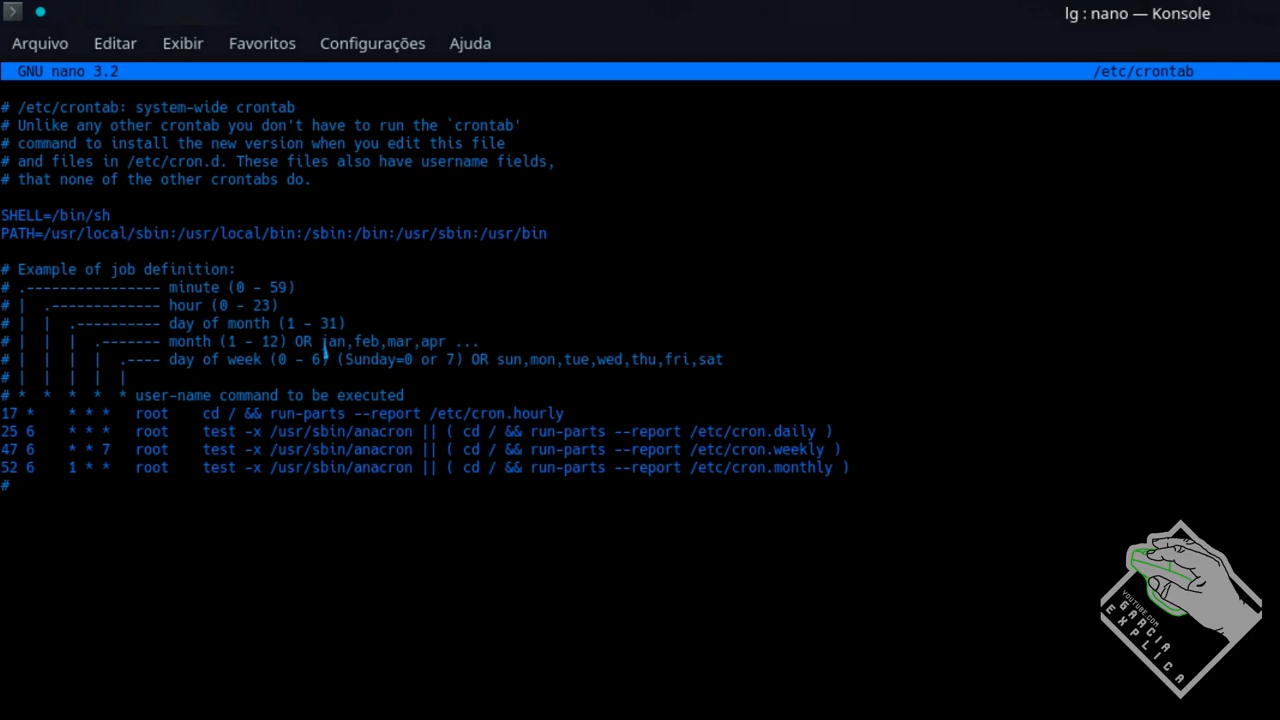 lg : nano — Konsole
Arquivo Editar Exibir Favoritos Configurações Ajuda
GNU nano 3.2 /etc/crontab
# /etc/crontab: system-wide crontab
# Unlike any other crontab you don't have to run the `crontab'
# command to install the new version when you edit this file
# and files in /etc/cron.d. These files also have username fields,
# that none of the other crontabs do.
SHELL=/bin/sh
PATH=/usr/local/sbin:/usr/local/bin:/sbin:/bin:/usr/sbin:/usr/bin
# Example of job definition:
# .---------------- minute (0 - 59)
# |  .------------- hour (0 - 23)
# |  |  .---------- day of month (1 - 31)
# |  |  |  .------- month (1 - 12) OR jan,feb,mar,apr ...
# |  |  |  |  .---- day of week (0 - 6) (Sunday=0 or 7) OR sun,mon,tue,wed,thu,fri,sat
# |  |  |  |  |
# *  *  *  *  * user-name command to be executed
17 *    * * *   root    cd / && run-parts --report /etc/cron.hourly
25 6    * * *   root    test -x /usr/sbin/anacron || ( cd / && run-parts --report /etc/cron.daily )
47 6    * * 7   root    test -x /usr/sbin/anacron || ( cd / && run-parts --report /etc/cron.weekly )
52 6    1 * *   root    test -x /usr/sbin/anacron || ( cd / && run-parts --report /etc/cron.monthly )
#
YOUTUBE.COM
GARCIA
EXPLICA